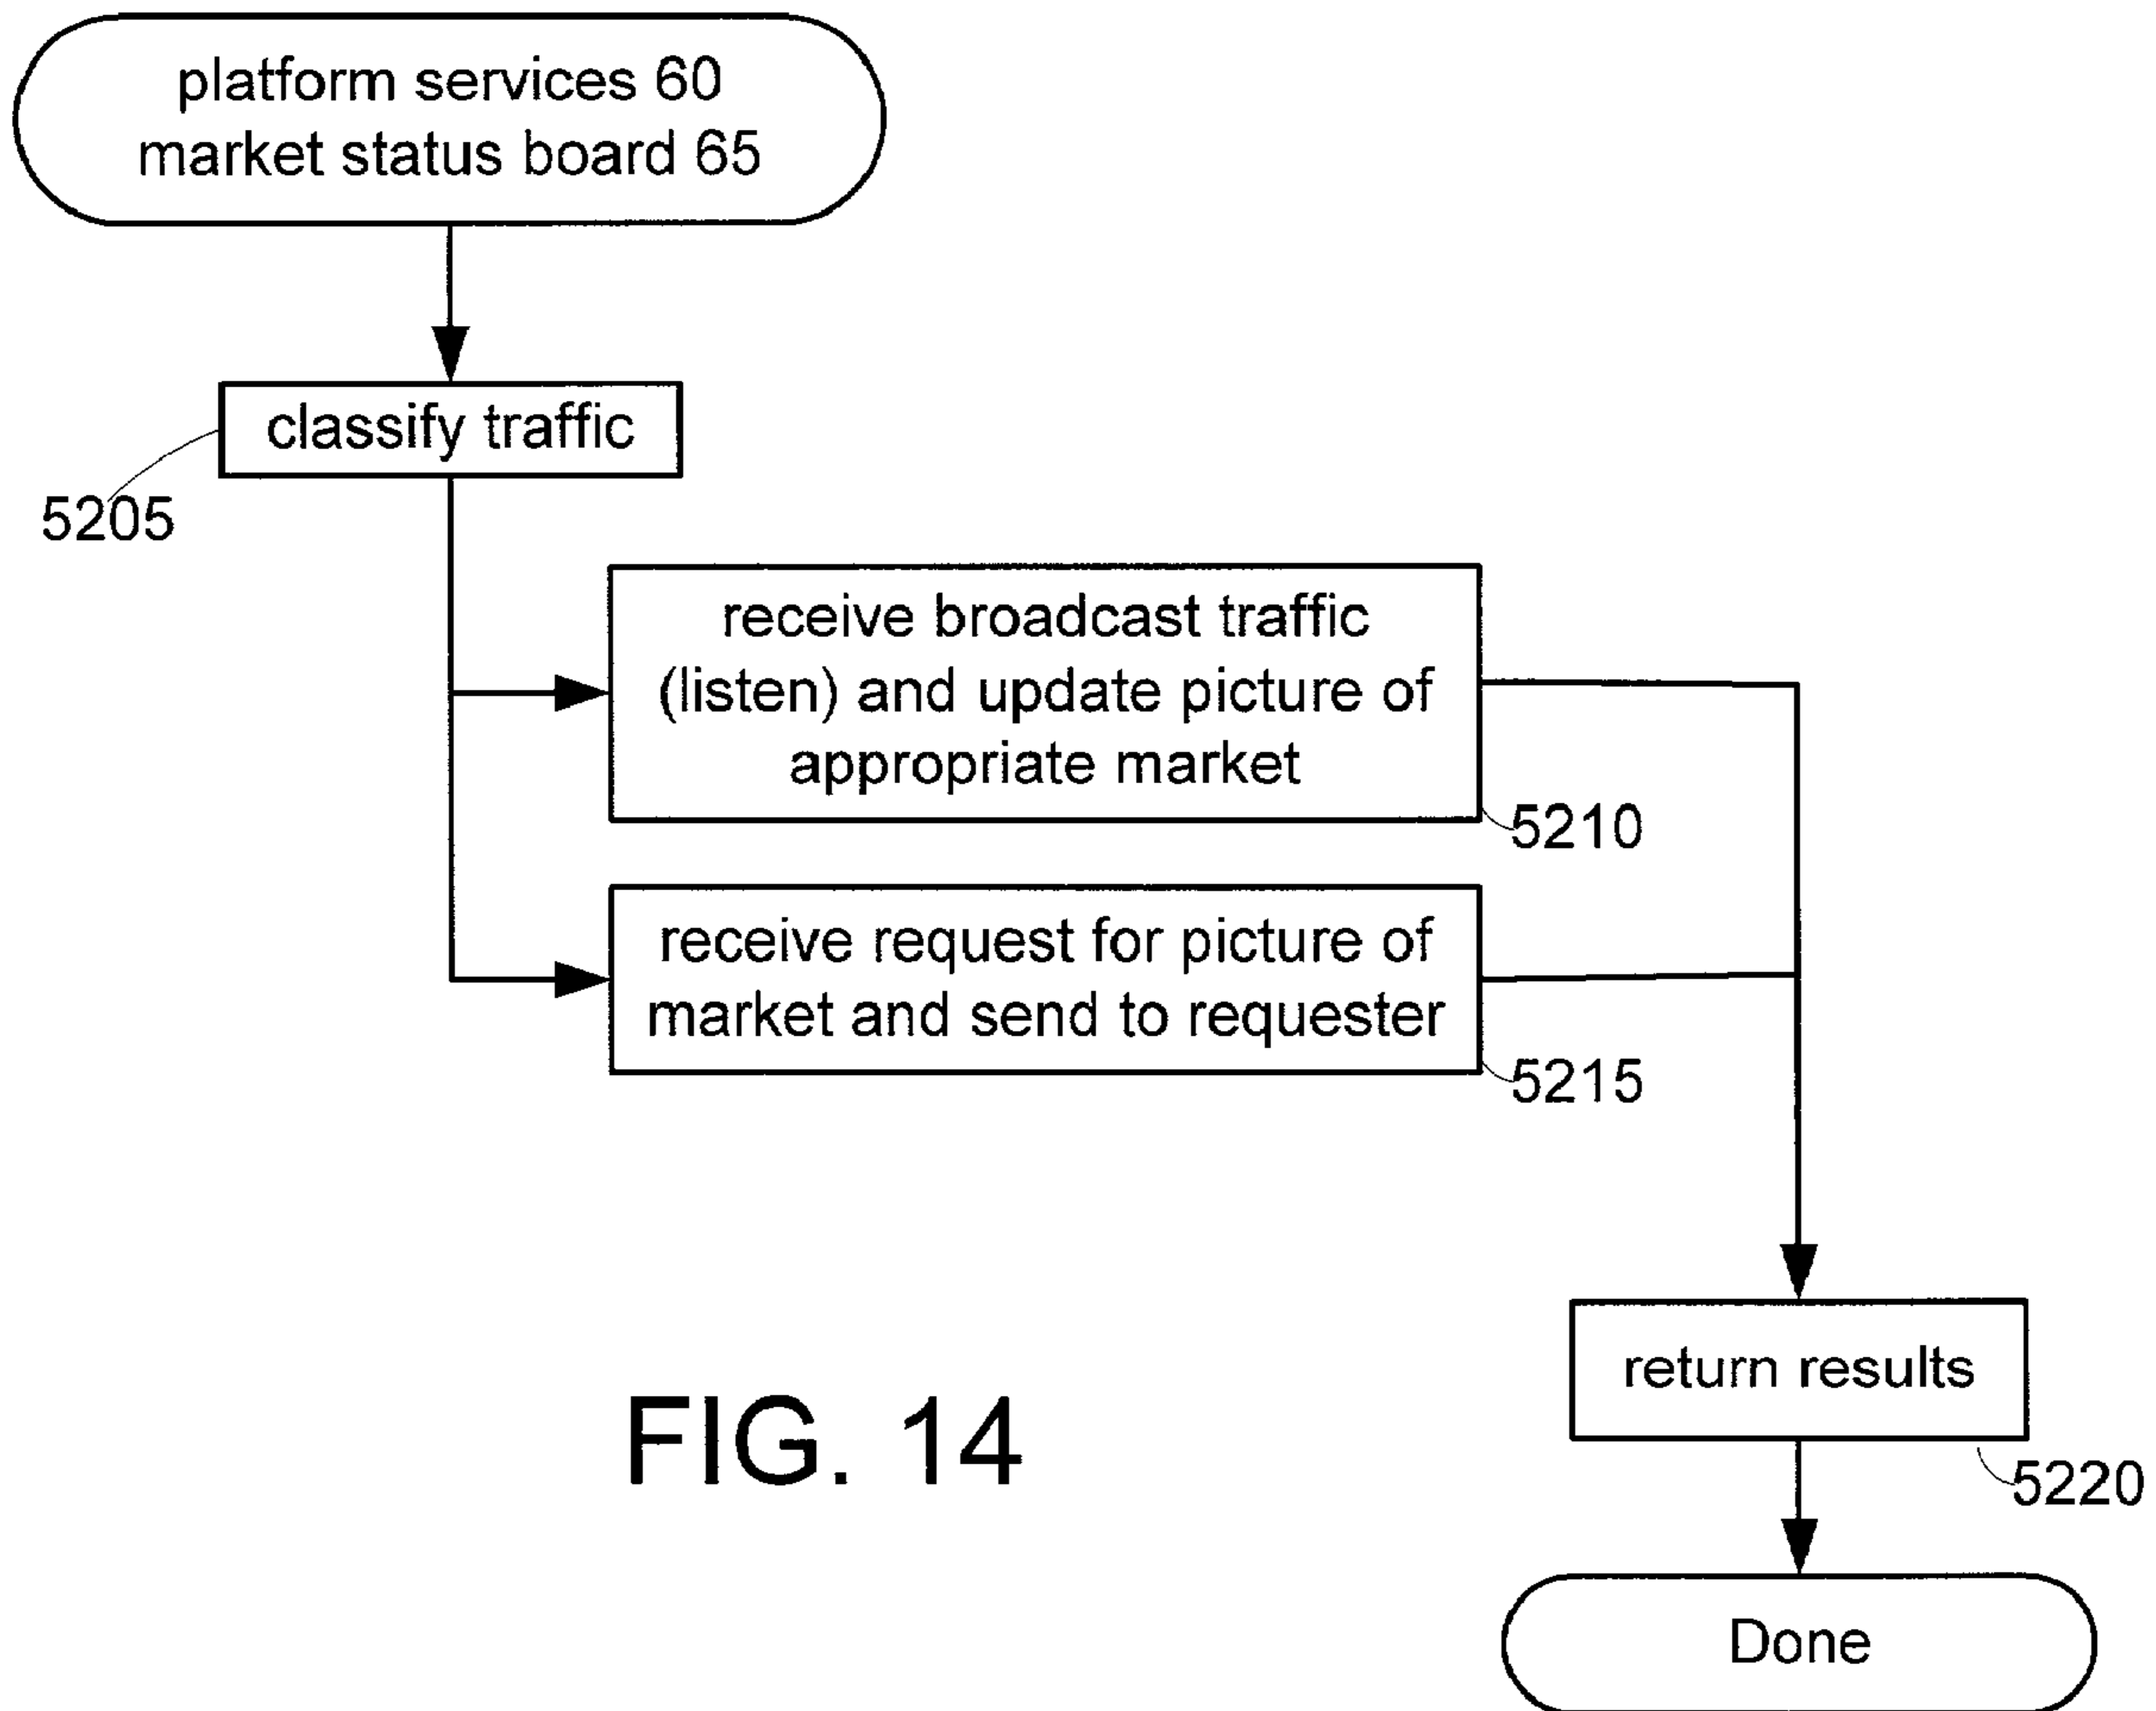 platform services 60
market status board 65
classify traffic
5205
receive broadcast traffic
(listen) and update picture of
appropriate market
5210
receive request for picture of
market and send to requester
5215
return results
5220
FIG. 14
Done